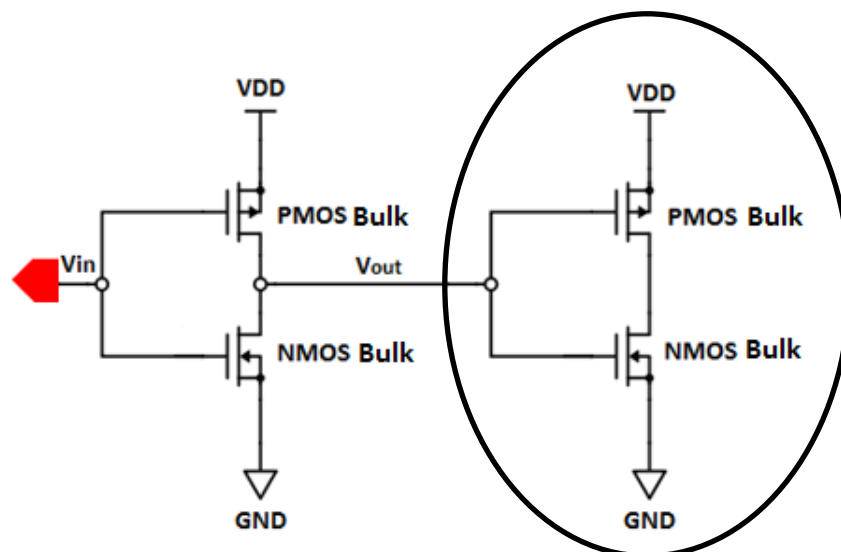 VDD
PMOS Bulk
Vin
Vout
NMOS Bulk
GND
VDD
PMOS Bulk
NMOS Bulk
GND